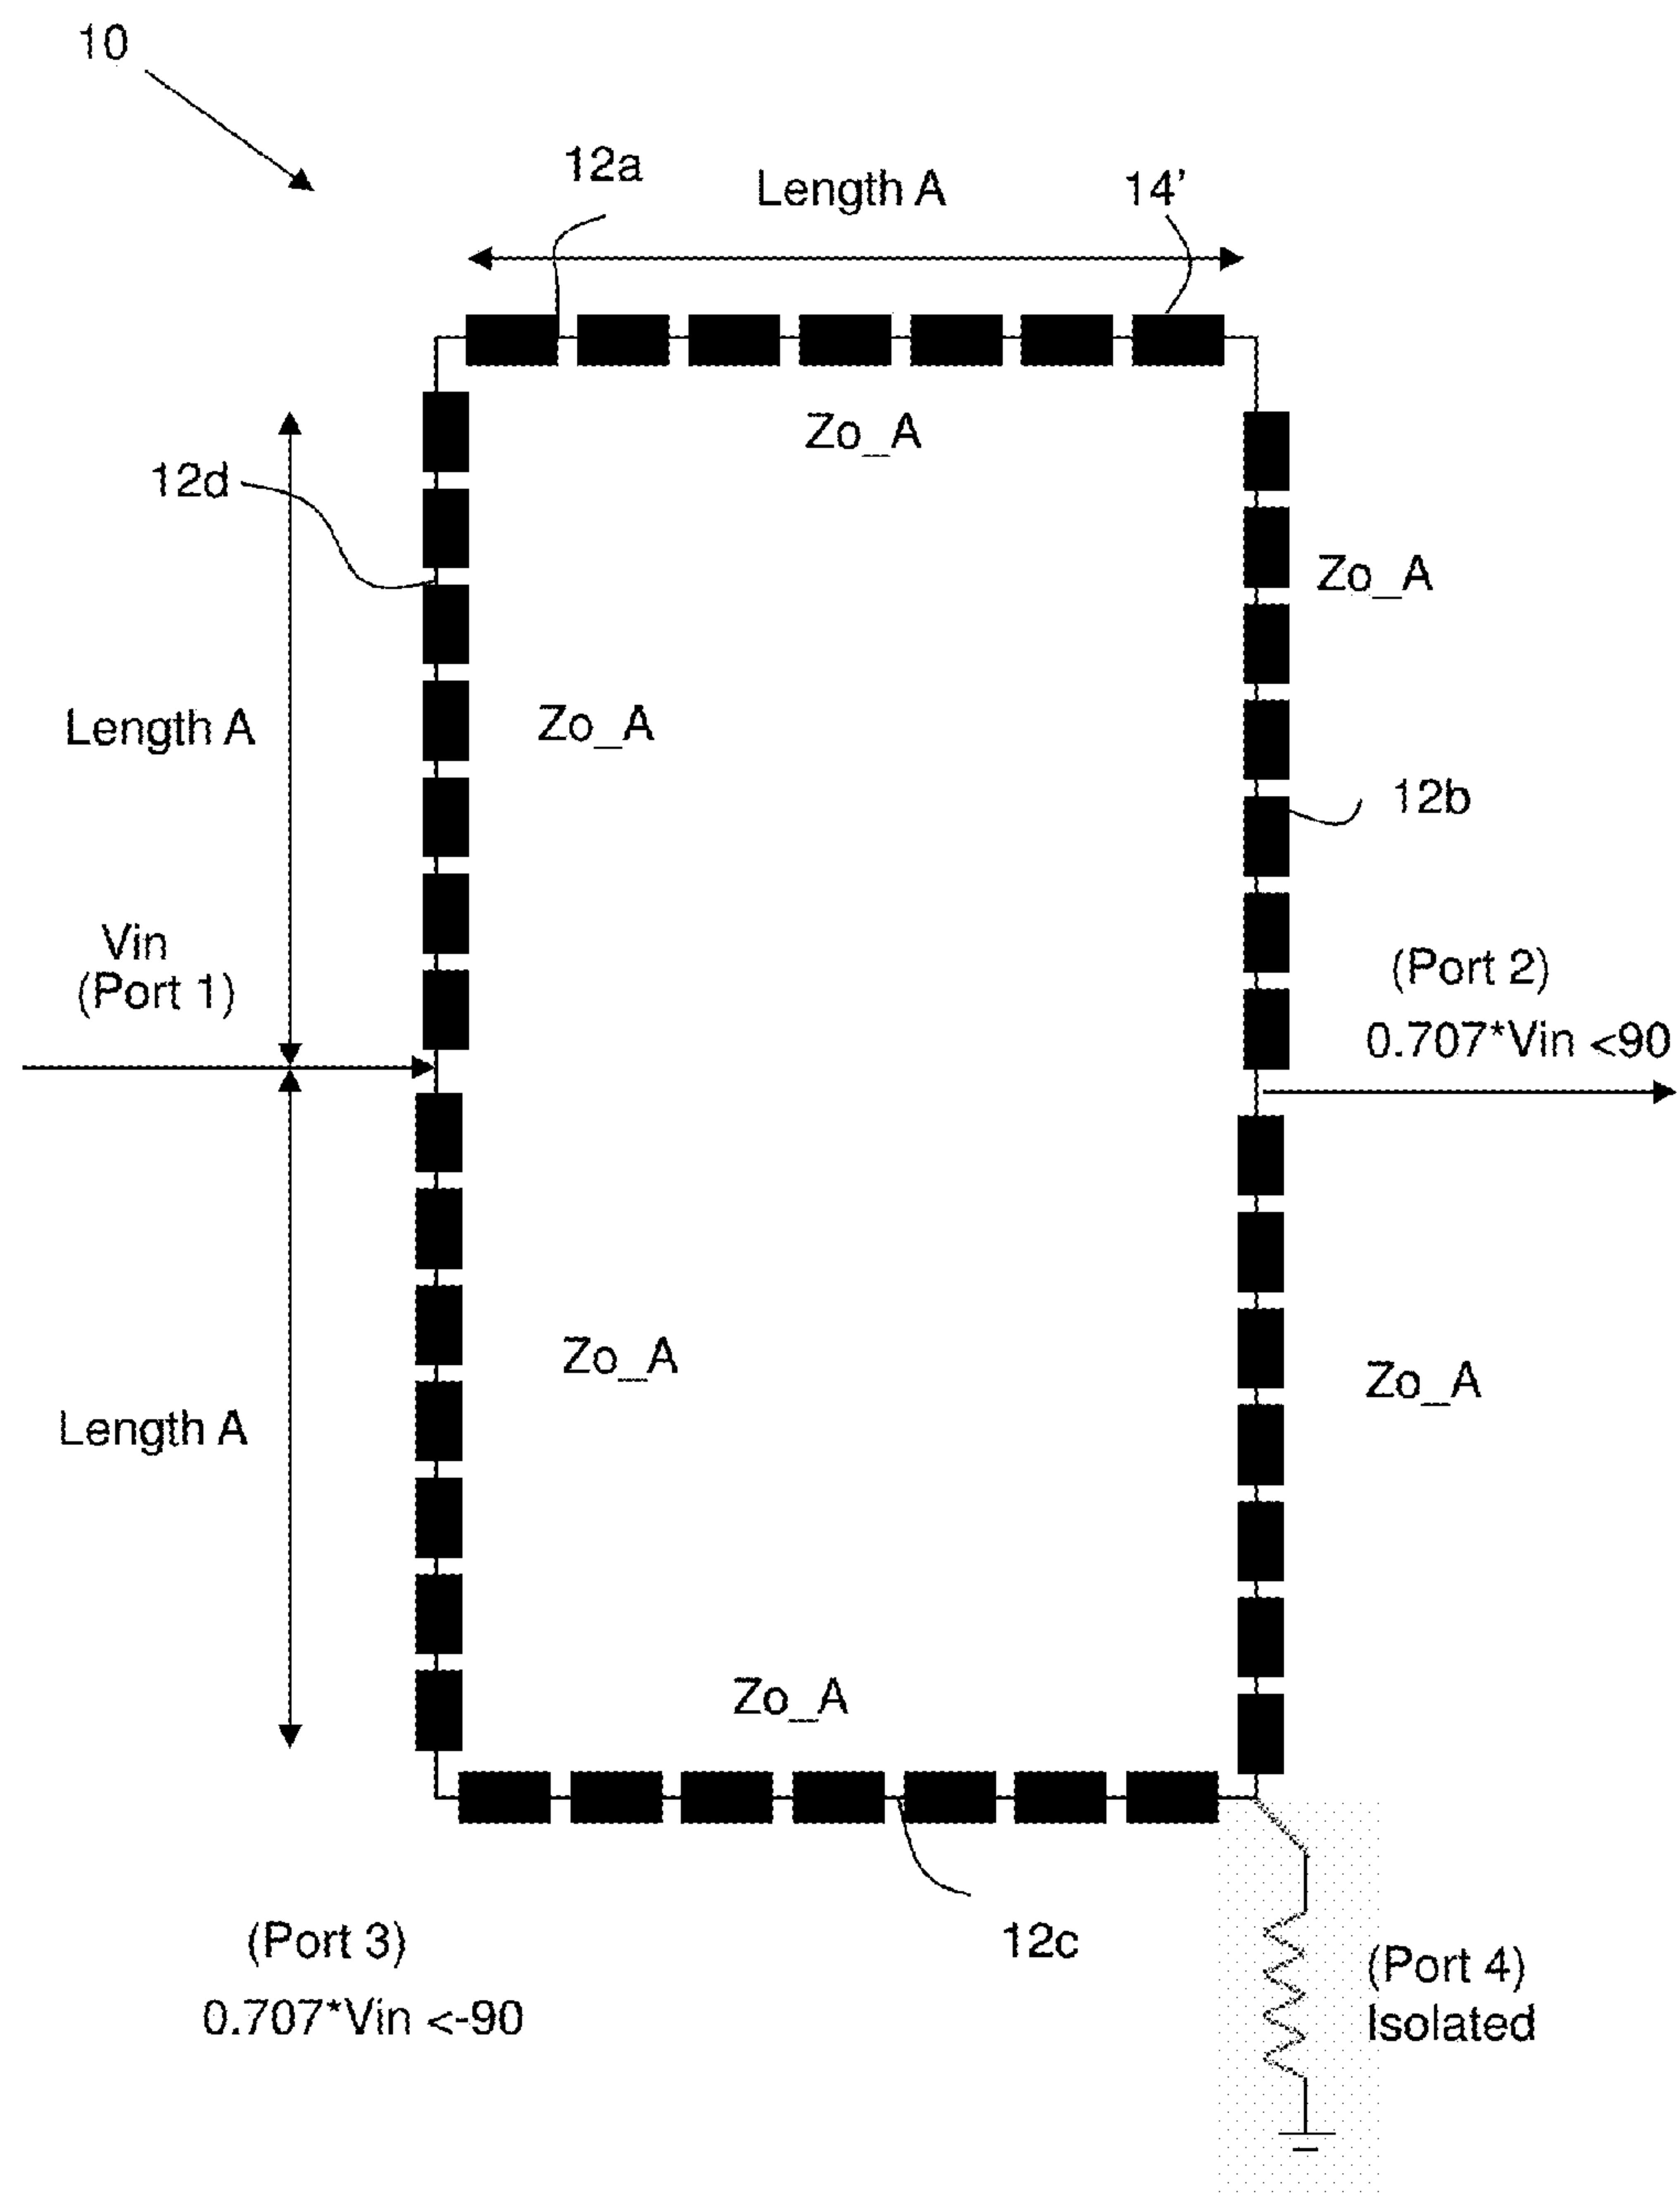 10
12a
Length A
14’
Zo_A
12d
Zo_A
Length A
Zo_A
12b
Vin
(Port 1)
(Port 2)
0.707*Vin <90
Zo_A
Zo_A
Length A
Zo_A
(Port 3)
0.707*Vin <-90
12c
(Port 4)
Isolated